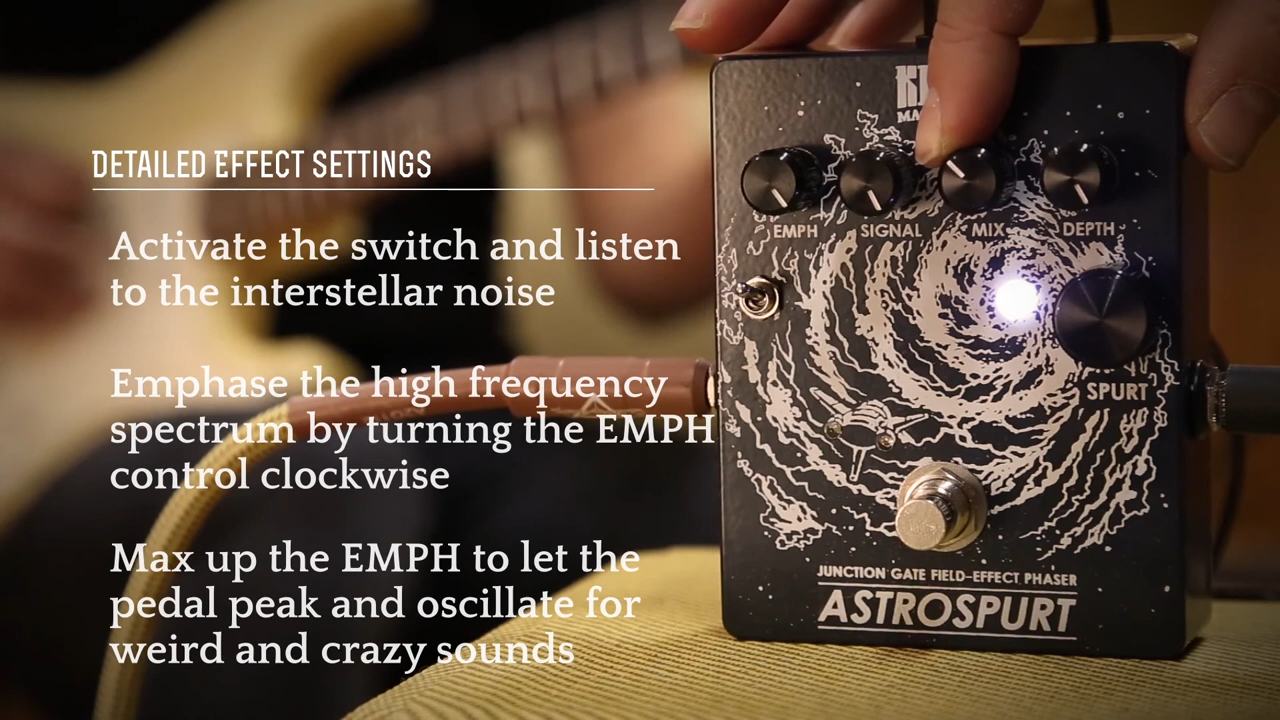 DETAILED EFFECT SETTINGS
Activate the switch and listen
to the interstellar noise
Emphase the high frequency
spectrum by turning the EMPH
control clockwise
Max up the EMPH to let the
pedal peak and oscillate for
weird and crazy sounds
EMPH SIGNAL MIX DEPTH
SPURT
JUNCTION GATE FIELD-EFFECT PHASER
ASTROSPURT